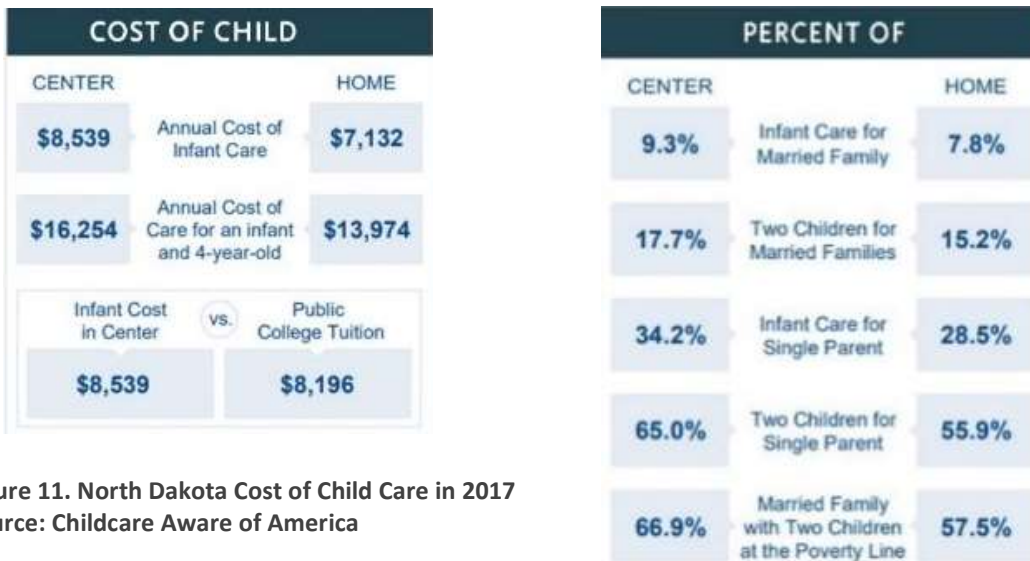 COST OF CHILD
CENTER HOME
$8,539 Annual Cost of Infant Care $7,132
$16,254 Annual Cost of Care for an infant and 4-year-old $13,974
Infant Cost in Center vs. Public College Tuition
$8,539 $8,196
ure 11. North Dakota Cost of Child Care in 2017
urce: Childcare Aware of America
PERCENT OF
CENTER HOME
9.3% Infant Care for Married Family 7.8%
17.7% Two Children for Married Families 15.2%
34.2% Infant Care for Single Parent 28.5%
65.0% Two Children for Single Parent 55.9%
66.9% Married Family with Two Children at the Poverty Line 57.5%